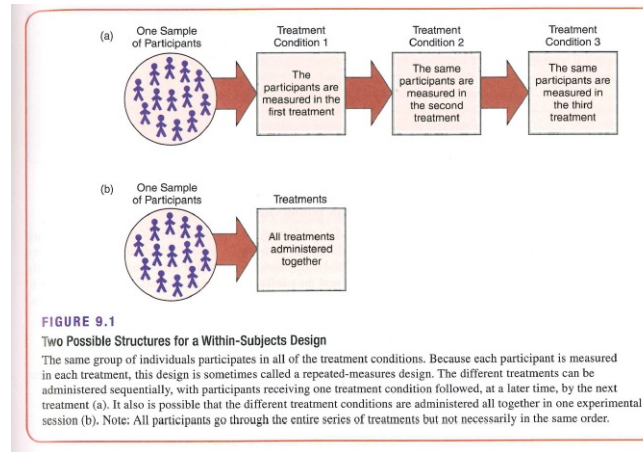 (a)
One Sample
of Participants
Treatment
Condition 1
Treatment
Condition 2
Treatment
Condition 3
The
participants are
measured in the
first treatment
The same
participants are
measured in
the second
treatment
The same
participants are
measured in
the third
treatment
(b)
One Sample
of Participants
Treatments
All treatments
administered
together
FIGURE 9.1
Two Possible Structures for a Within-Subjects Design
The same group of individuals participates in all of the treatment conditions. Because each participant is measured
in each treatment, this design is sometimes called a repeated-measures design. The different treatments can be
administered sequentially, with participants receiving one treatment condition followed, at a later time, by the next
treatment (a). It also is possible that the different treatment conditions are administered all together in one experimental
session (b). Note: All participants go through the entire series of treatments but not necessarily in the same order.